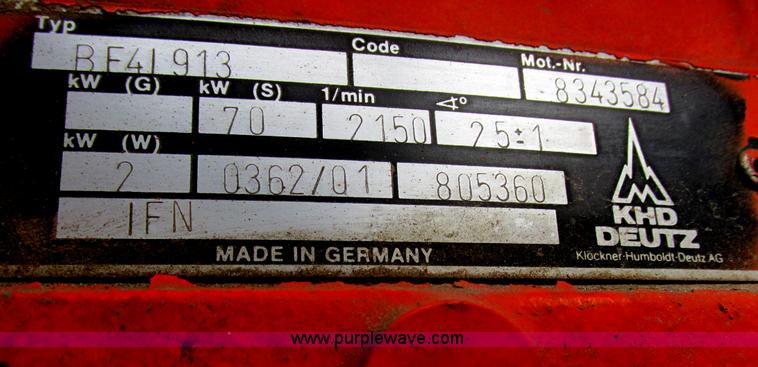 Typ Code Mot.-Nr.
BF4L913 8343584
kW (G) kW (S) 1/min ∢°
70 2150 25±1
kW (W)
2 0362/01 805360
IFN
KHD
DEUTZ
MADE IN GERMANY
Klöckner-Humboldt-Deutz AG
www.purplewave.com